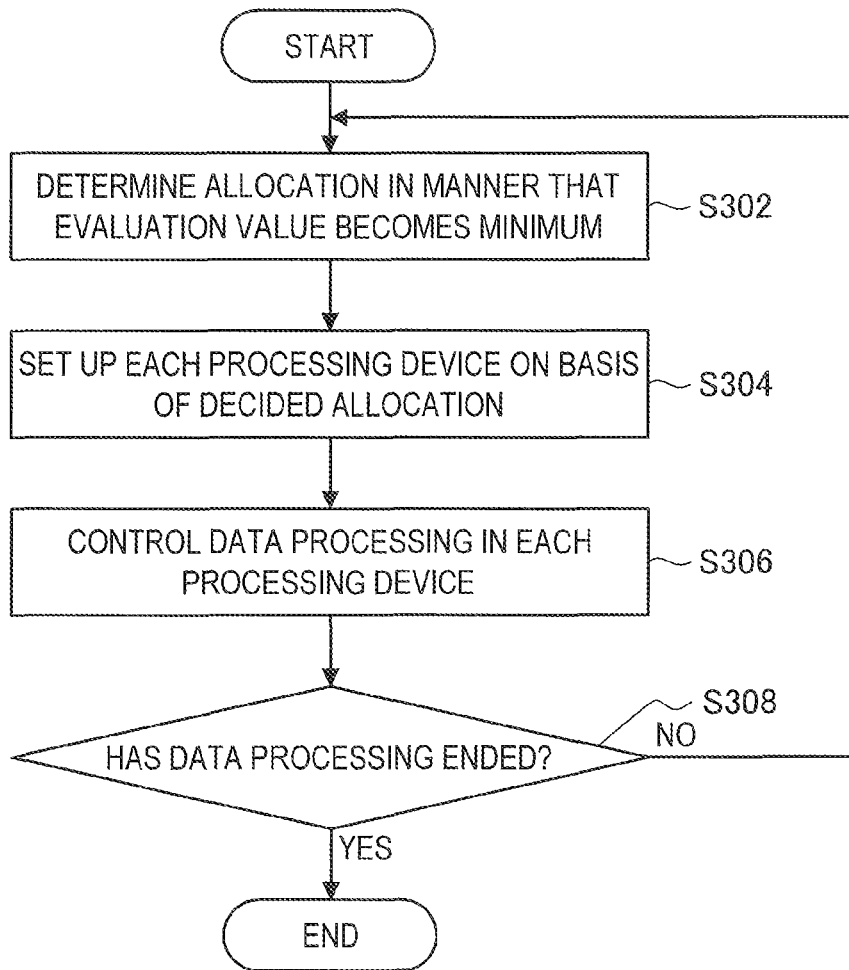 START
DETERMINE ALLOCATION IN MANNER THAT
EVALUATION VALUE BECOMES MINIMUM
S302
SET UP EACH PROCESSING DEVICE ON BASIS
OF DECIDED ALLOCATION
S304
CONTROL DATA PROCESSING IN EACH
PROCESSING DEVICE
S306
S308
HAS DATA PROCESSING ENDED?
NO
YES
END